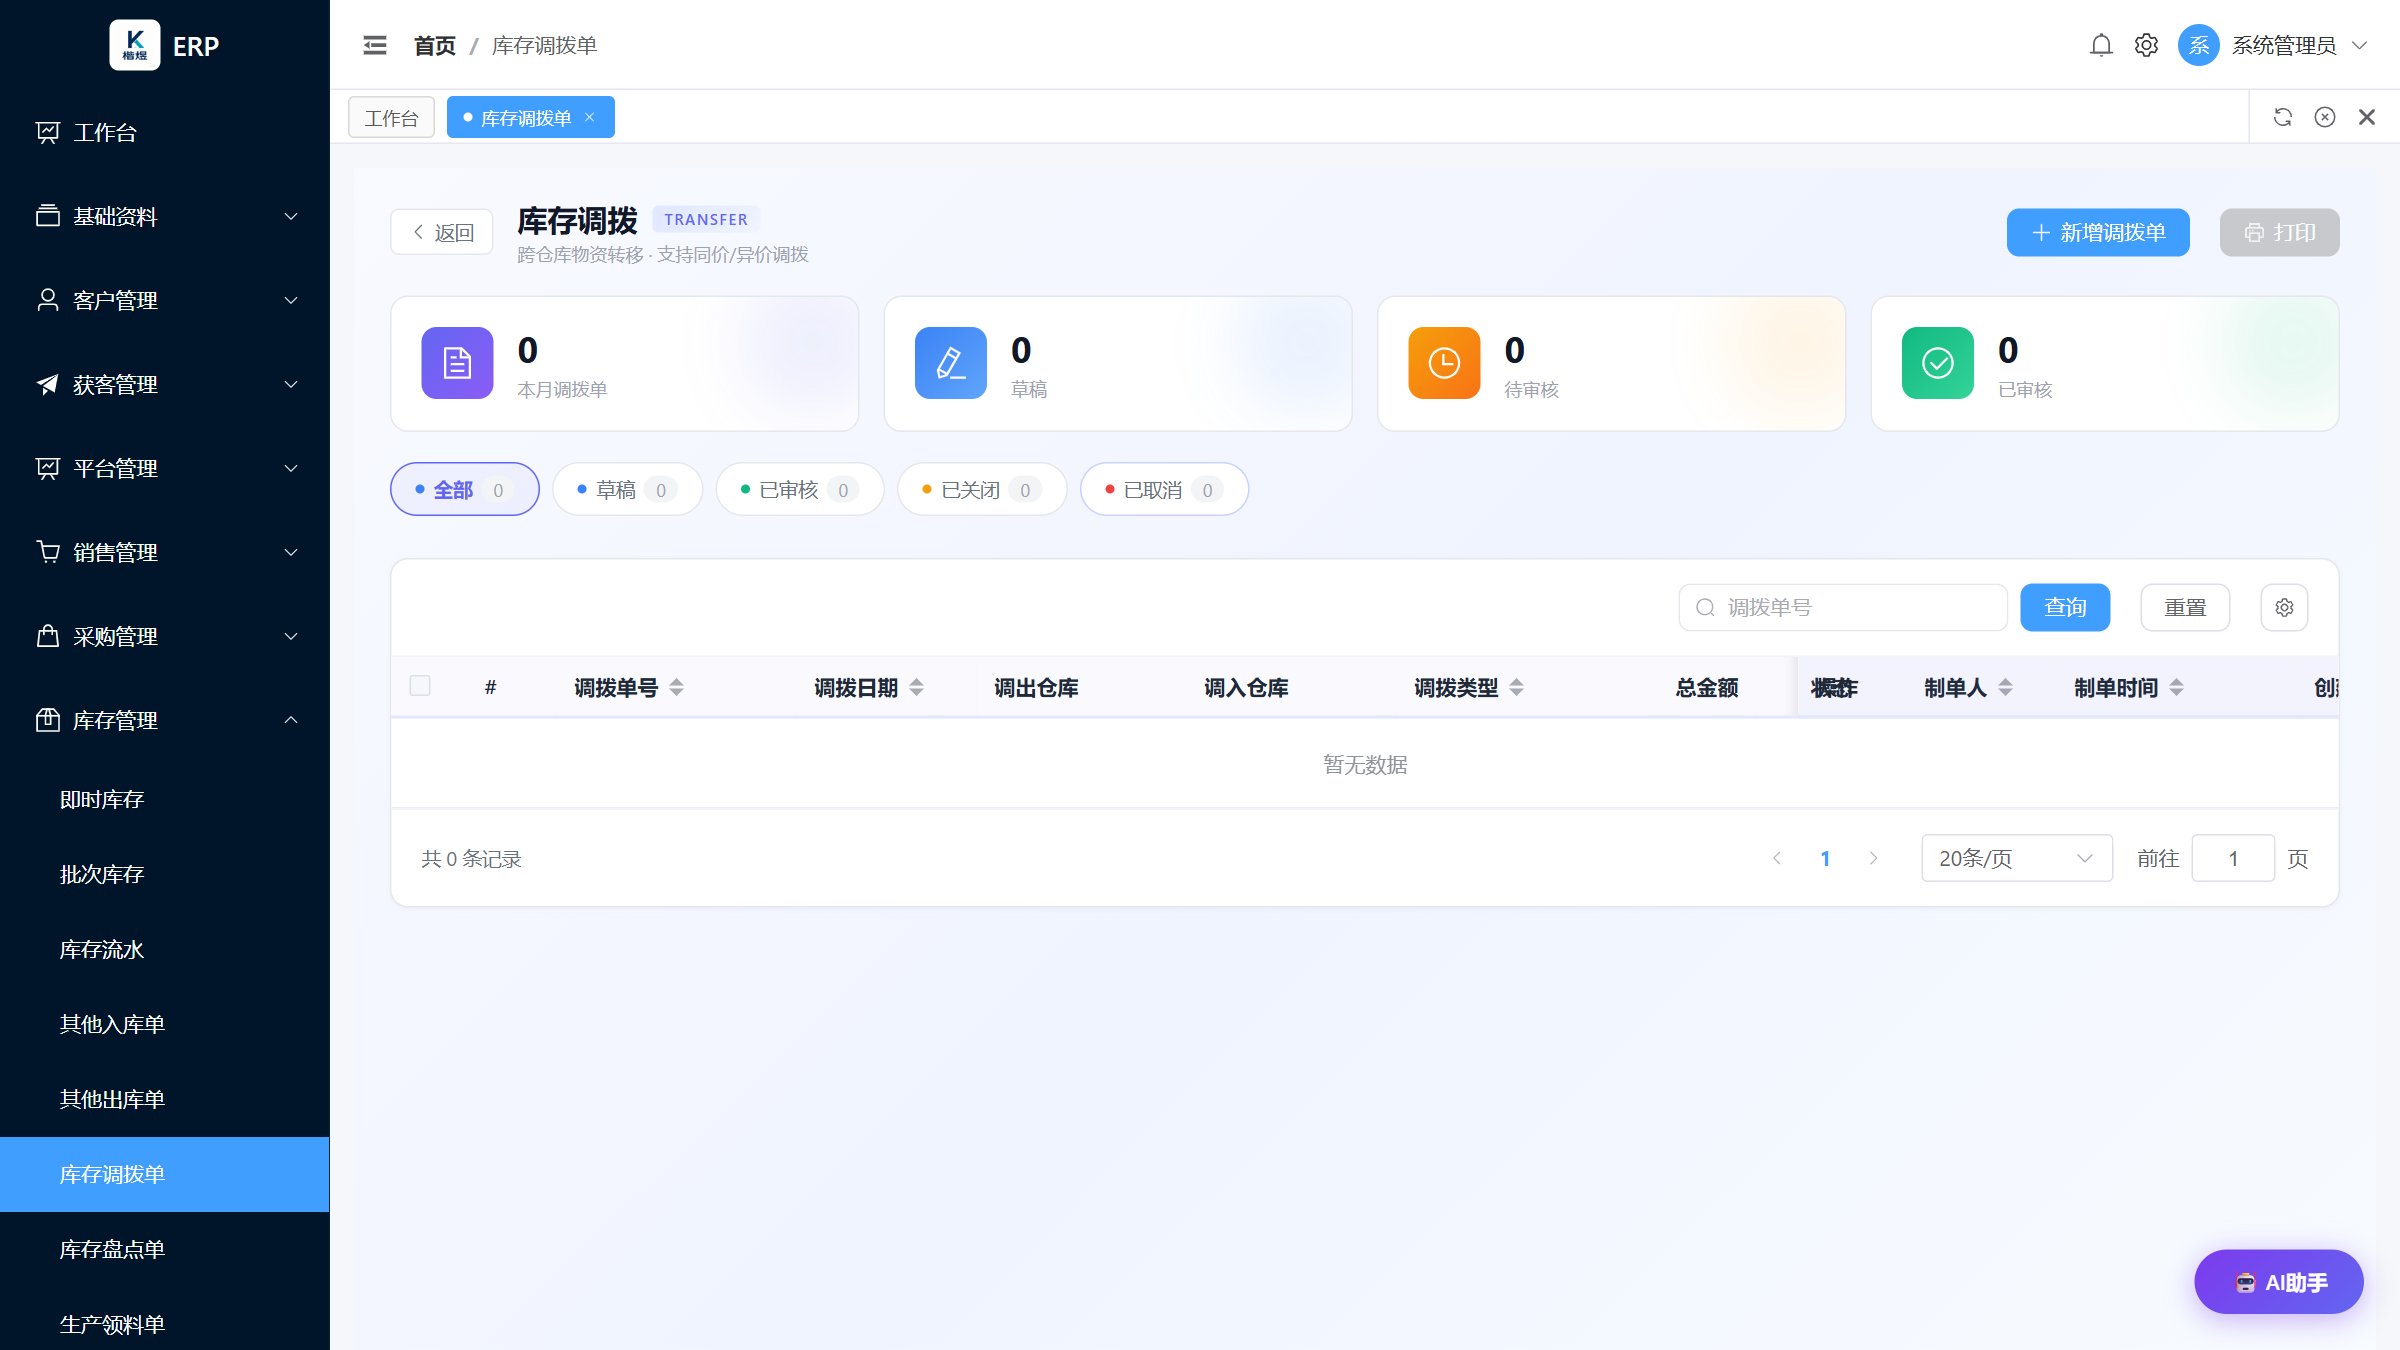 K
楷煜
ERP
工作台
基础资料
客户管理
获客管理
平台管理
销售管理
采购管理
库存管理
即时库存
批次库存
库存流水
其他入库单
其他出库单
库存调拨单
库存盘点单
生产领料单
首页 / 库存调拨单
系 系统管理员
工作台
库存调拨单
返回
库存调拨 TRANSFER
跨仓库物资转移 · 支持同价/异价调拨
新增调拨单
打印
0
本月调拨单
0
草稿
0
待审核
0
已审核
全部 0
草稿 0
已审核 0
已关闭 0
已取消 0
调拨单号
查询
重置
# 调拨单号 调拨日期 调出仓库 调入仓库 调拨类型 总金额 制单人 制单时间
暂无数据
共 0 条记录
1
20条/页
前往 1 页
AI助手